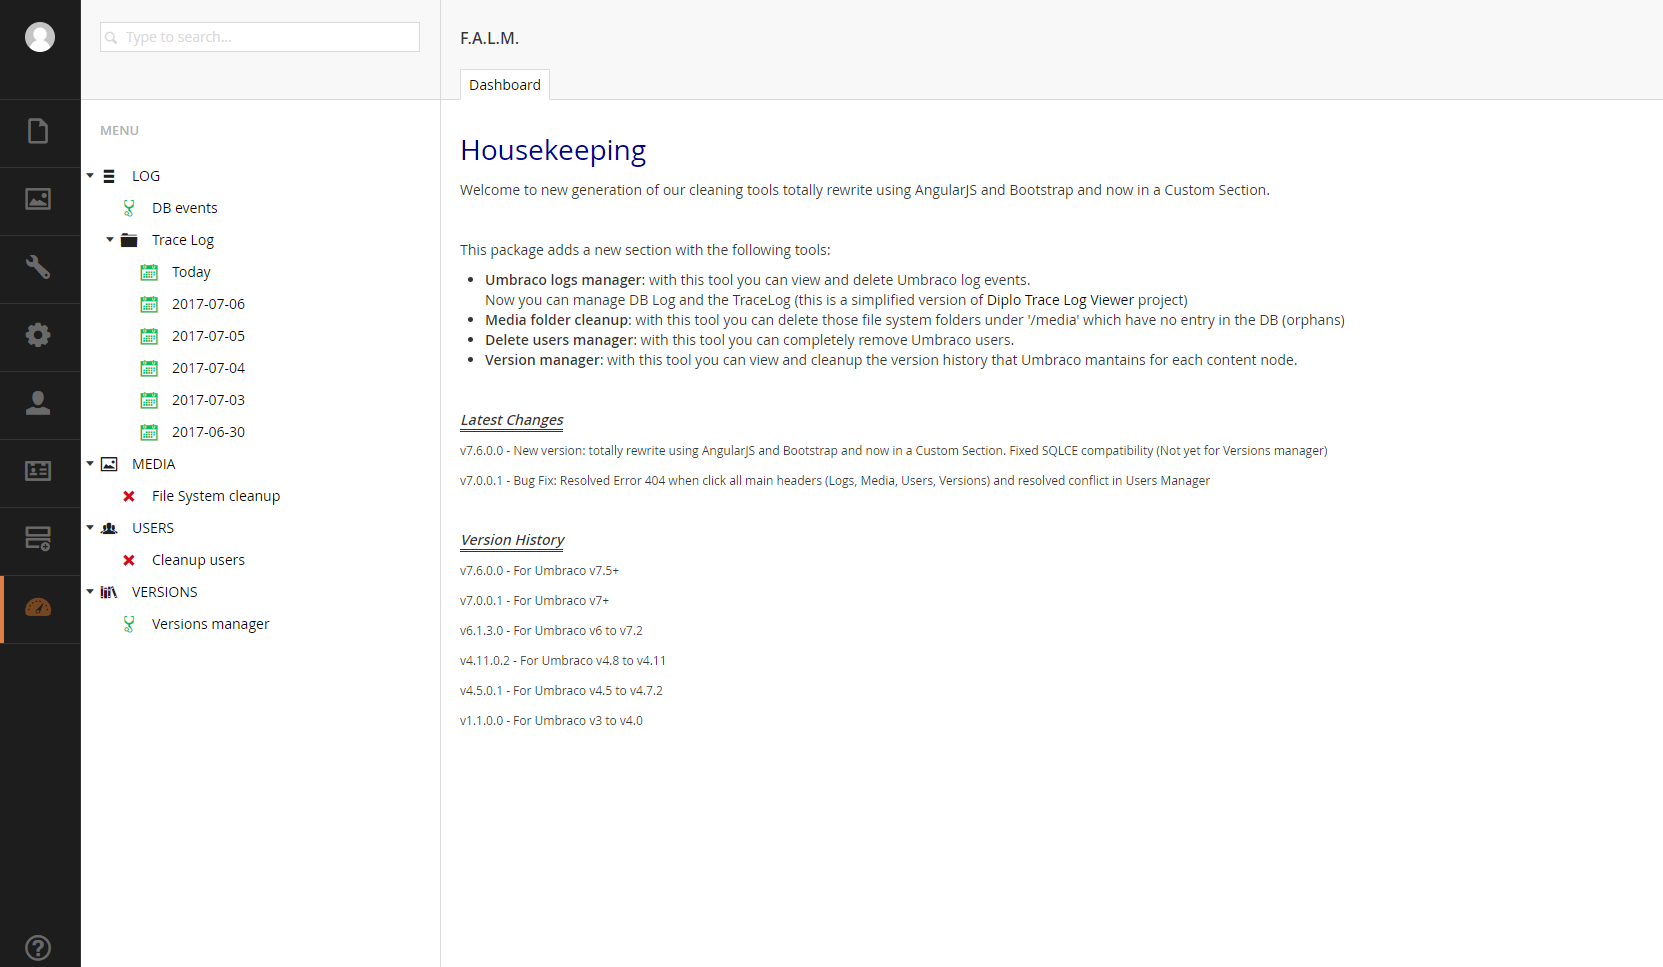 Type to search...
F.A.L.M.
Dashboard
MENU
LOG
DB events
Trace Log
Today
2017-07-06
2017-07-05
2017-07-04
2017-07-03
2017-06-30
MEDIA
File System cleanup
USERS
Cleanup users
VERSIONS
Versions manager
Housekeeping
Welcome to new generation of our cleaning tools totally rewrite using AngularJS and Bootstrap and now in a Custom Section.
This package adds a new section with the following tools:
• Umbraco logs manager: with this tool you can view and delete Umbraco log events.
Now you can manage DB Log and the TraceLog (this is a simplified version of Diplo Trace Log Viewer project)
• Media folder cleanup: with this tool you can delete those file system folders under '/media' which have no entry in the DB (orphans)
• Delete users manager: with this tool you can completely remove Umbraco users.
• Version manager: with this tool you can view and cleanup the version history that Umbraco mantains for each content node.
Latest Changes
v7.6.0.0 - New version: totally rewrite using AngularJS and Bootstrap and now in a Custom Section. Fixed SQLCE compatibility (Not yet for Versions manager)
v7.0.0.1 - Bug Fix: Resolved Error 404 when click all main headers (Logs, Media, Users, Versions) and resolved conflict in Users Manager
Version History
v7.6.0.0 - For Umbraco v7.5+
v7.0.0.1 - For Umbraco v7+
v6.1.3.0 - For Umbraco v6 to v7.2
v4.11.0.2 - For Umbraco v4.8 to v4.11
v4.5.0.1 - For Umbraco v4.5 to v4.7.2
v1.1.0.0 - For Umbraco v3 to v4.0